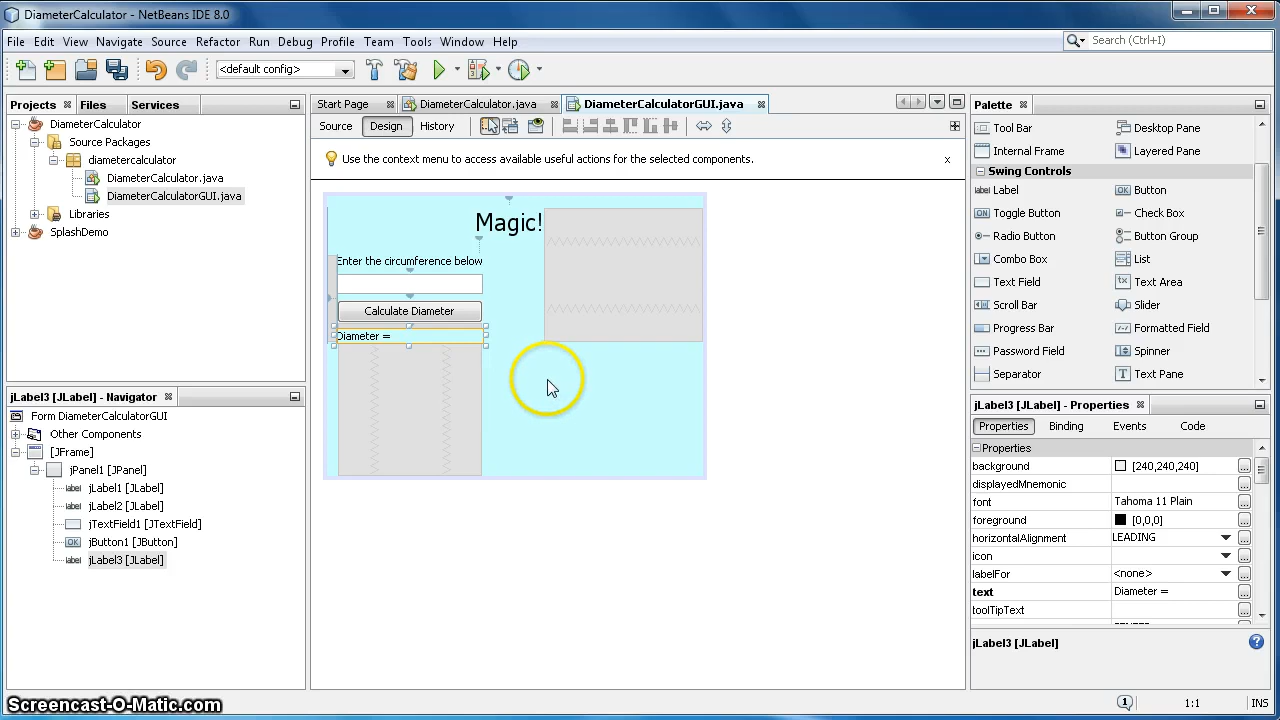 DiameterCalculator - NetBeans IDE 8.0
File Edit View Navigate Source Refactor Run Debug Profile Team Tools Window Help
Search (Ctrl+I)
<default config>
Projects Files Services
DiameterCalculator
Source Packages
diametercalculator
DiameterCalculator.java
DiameterCalculatorGUI.java
Libraries
SplashDemo
jLabel3 [JLabel] - Navigator
Form DiameterCalculatorGUI
Other Components
[JFrame]
jPanel1 [JPanel]
label jLabel1 [JLabel]
label jLabel2 [JLabel]
jTextField1 [JTextField]
OK jButton1 [JButton]
label jLabel3 [JLabel]
Start Page DiameterCalculator.java DiameterCalculatorGUI.java
Source Design History
Use the context menu to access available useful actions for the selected components.
Magic!
Enter the circumference below
Calculate Diameter
Diameter =
Palette
Tool Bar Desktop Pane
Internal Frame Layered Pane
Swing Controls
label Label OK Button
ON Toggle Button Check Box
Radio Button Button Group
Combo Box List
Text Field Text Area
Scroll Bar Slider
Progress Bar Formatted Field
Password Field Spinner
Separator T Text Pane
jLabel3 [JLabel] - Properties
Properties Binding Events Code
Properties
background [240,240,240] ...
displayedMnemonic ...
font Tahoma 11 Plain ...
foreground [0,0,0] ...
horizontalAlignment LEADING ...
icon ...
labelFor <none> ...
text Diameter = ...
toolTipText ...
jLabel3 [JLabel]
1 1:1 INS
Screencast-O-Matic.com